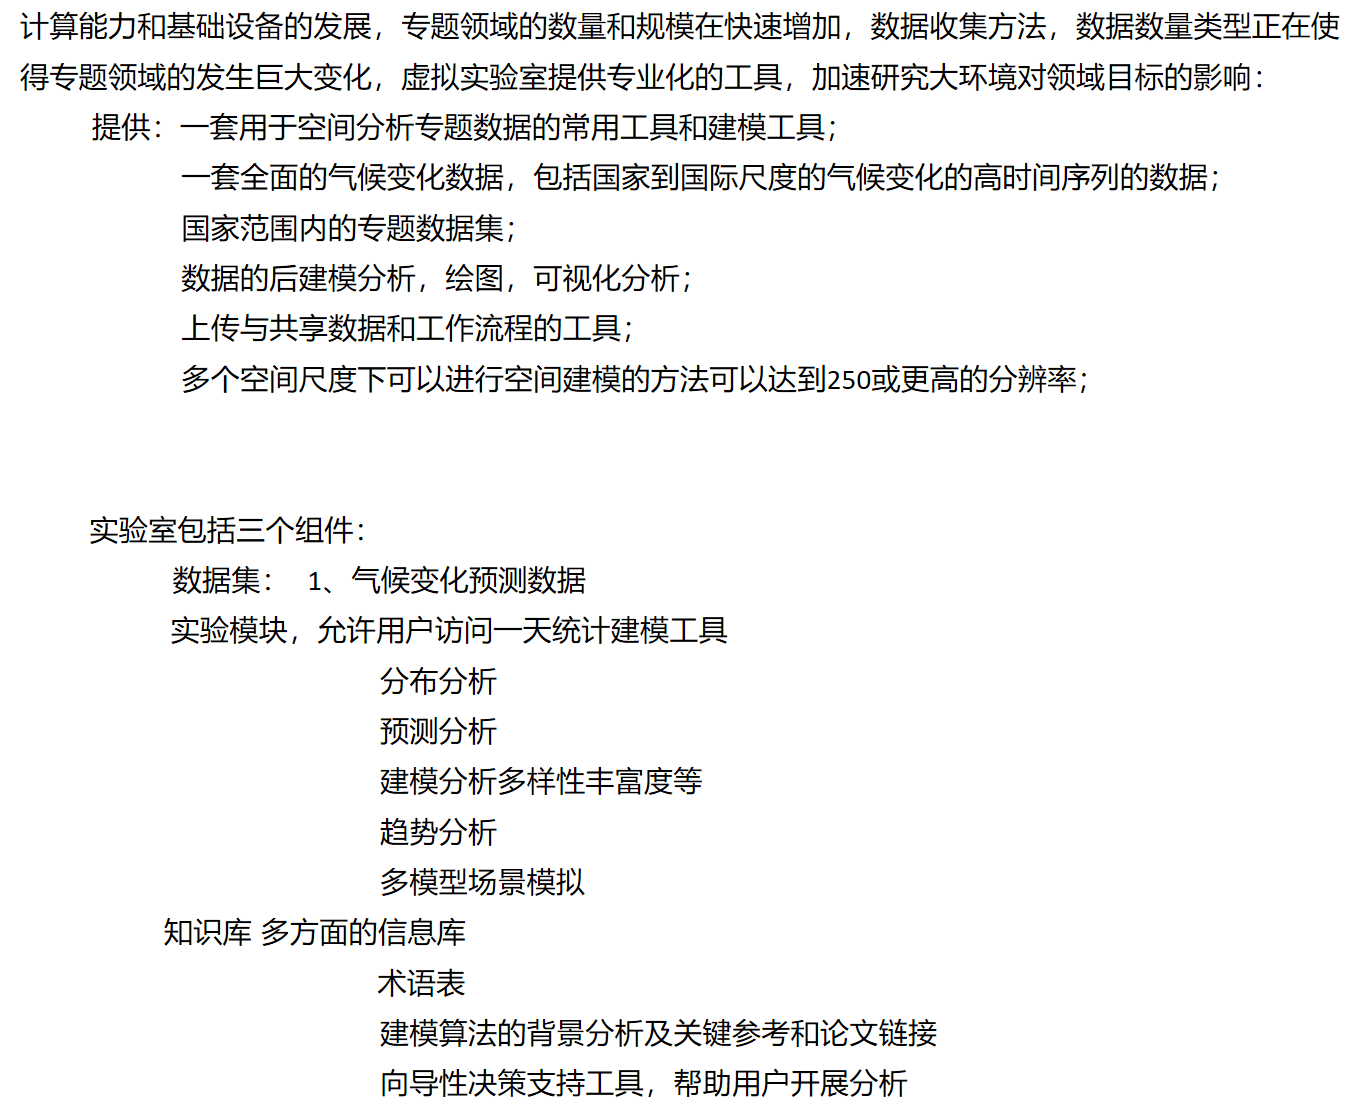 计算能力和基础设备的发展，专题领域的数量和规模在快速增加，数据收集方法，数据数量类型正在使
得专题领域的发生巨大变化，虚拟实验室提供专业化的工具，加速研究大环境对领域目标的影响：
提供：一套用于空间分析专题数据的常用工具和建模工具；
一套全面的气候变化数据，包括国家到国际尺度的气候变化的高时间序列的数据；
国家范围内的专题数据集；
数据的后建模分析，绘图，可视化分析；
上传与共享数据和工作流程的工具；
多个空间尺度下可以进行空间建模的方法可以达到250或更高的分辨率；
实验室包括三个组件：
数据集： 1、气候变化预测数据
实验模块，允许用户访问一天统计建模工具
分布分析
预测分析
建模分析多样性丰富度等
趋势分析
多模型场景模拟
知识库 多方面的信息库
术语表
建模算法的背景分析及关键参考和论文链接
向导性决策支持工具，帮助用户开展分析